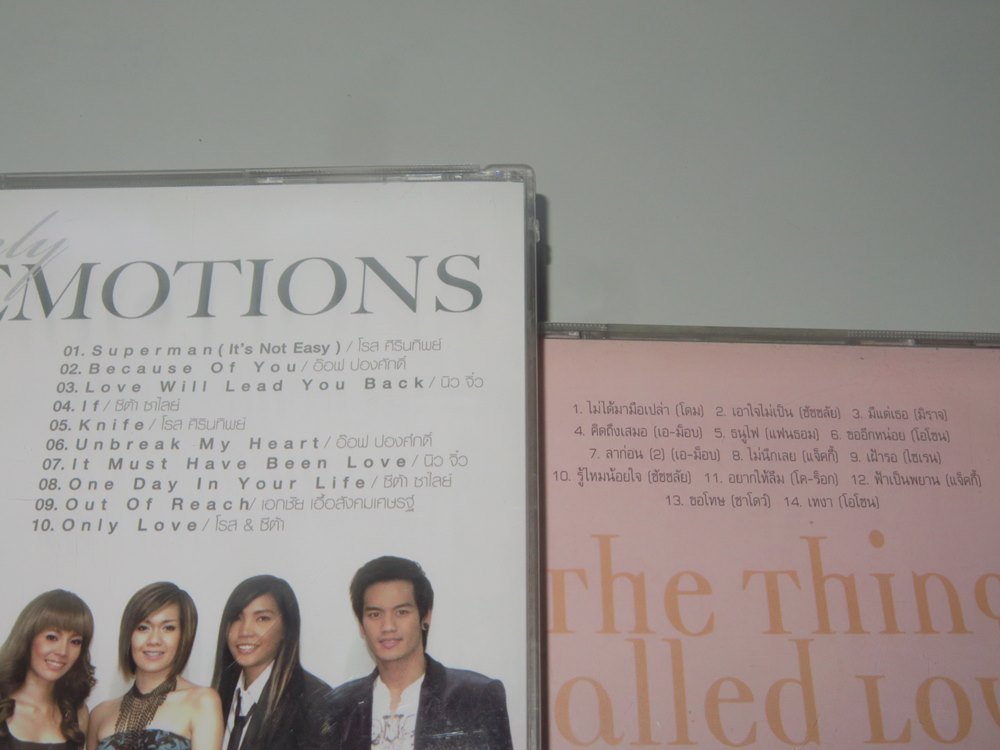 EMOTIONS
01. Superman ( It's Not Easy ) / โรส ศิรินทิพย์
02. Because Of You / อ๊อฟ ปองศักดิ์
03. Love Will Lead You Back / นิว จิ๋ว
04. If / ซีต้า ชาไลย์
05. Knife / โรส ศิรินทิพย์
06. Unbreak My Heart / อ๊อฟ ปองศักดิ์
07. It Must Have Been Love / นิว จิ๋ว
08. One Day In Your Life / ซีต้า ชาไลย์
09. Out Of Reach / เอกชัย เอื้อสังคมเศรษฐ์
10. Only Love / โรส & ซีต้า
1. ไม่ได้มามือเปล่า (โดม) 2. เอาใจไม่เป็น (ชัชชลัย) 3. มีแต่เธอ (มิราจ)
4. คิดถึงเสมอ (เอ-ม็อบ) 5. ธนูไฟ (แฟนธอม) 6. ขออีกหน่อย (โอโซน)
7. ลาก่อน (2) (เอ-ม็อบ) 8. ไม่นึกเลย (แจ็คกี้) 9. เฝ้ารอ (ไซเรน)
10. รู้ไหมน้อยใจ (ชัชชลัย) 11. อยากให้ลืม (โค-ร็อก) 12. ฟ้าเป็นพยาน (แจ็คกี้)
13. ขอโทษ (ชาโดว์) 14. เหงา (โอโซน)
The Thing
alled Lov